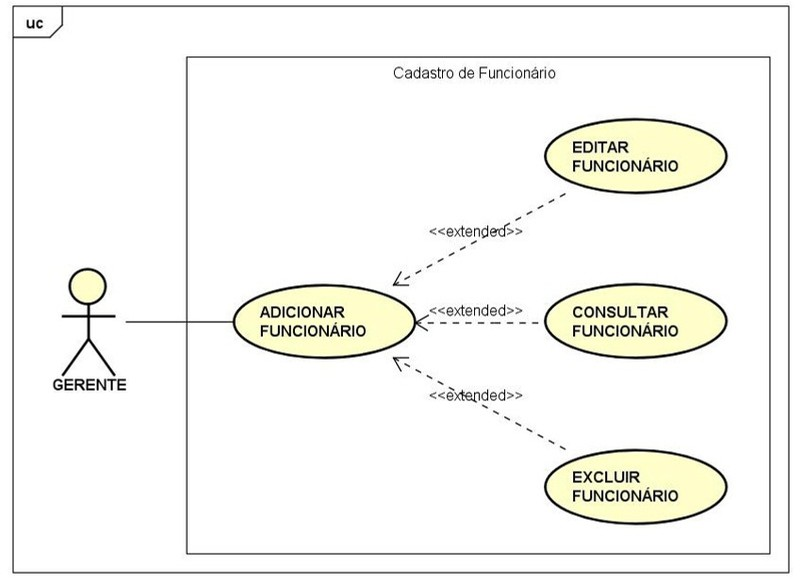 uc
Cadastro de Funcionário
EDITAR
FUNCIONÁRIO
<<extended>>
ADICIONAR
FUNCIONÁRIO
<<extended>>
CONSULTAR
FUNCIONÁRIO
GERENTE
<<extended>>
EXCLUIR
FUNCIONÁRIO